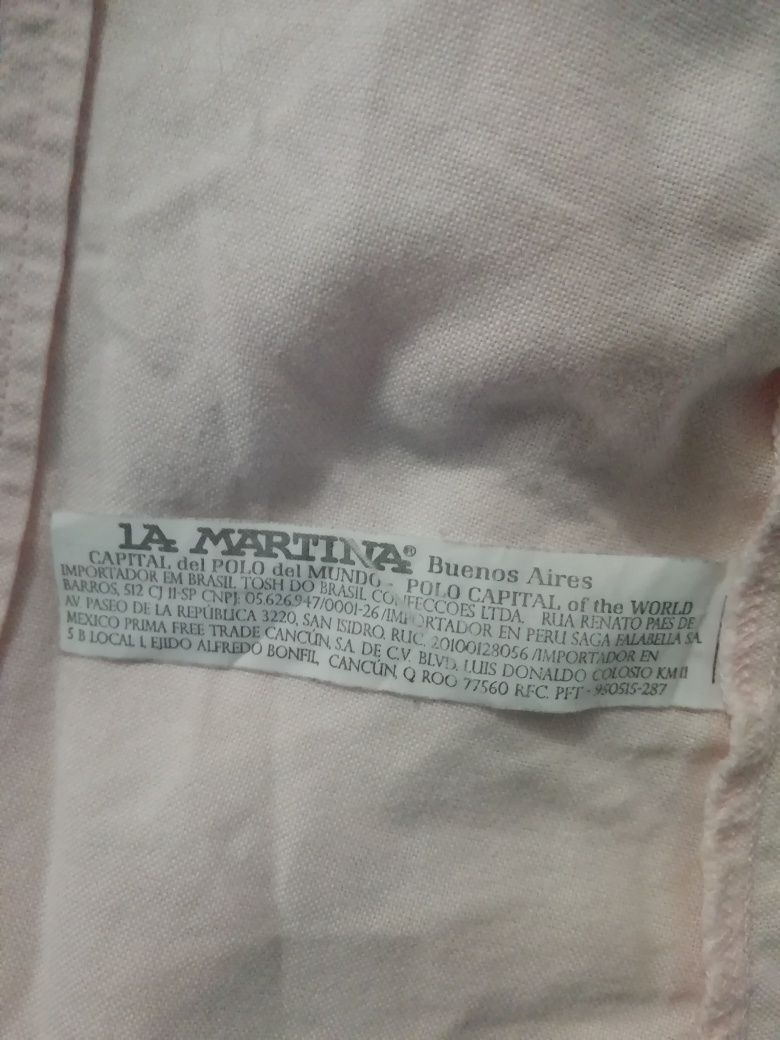 LA MARTINA® Buenos Aires
CAPITAL del POLO del MUNDO - POLO CAPITAL of the WORLD
IMPORTADOR EM BRASIL TOSH DO BRASIL CONFECCOES LTDA. RUA RENATO PAES DE
BARROS, 512 CJ 11-SP CNPJ: 05.626.947/0001-26 /IMPORTADOR EN PERU SAGA FALABELLA SA
AV PASEO DE LA REPÚBLICA 3220, SAN ISIDRO. RUC. 20100128056 /IMPORTADOR EN
MEXICO PRIMA FREE TRADE CANCÚN, S.A. DE C.V. BLVD. LUIS DONALDO COLOSIO KM 11
5 B LOCAL 1, EJIDO ALFREDO BONFIL, CANCÚN, Q ROO 77560 RFC. PFT - 950515-287